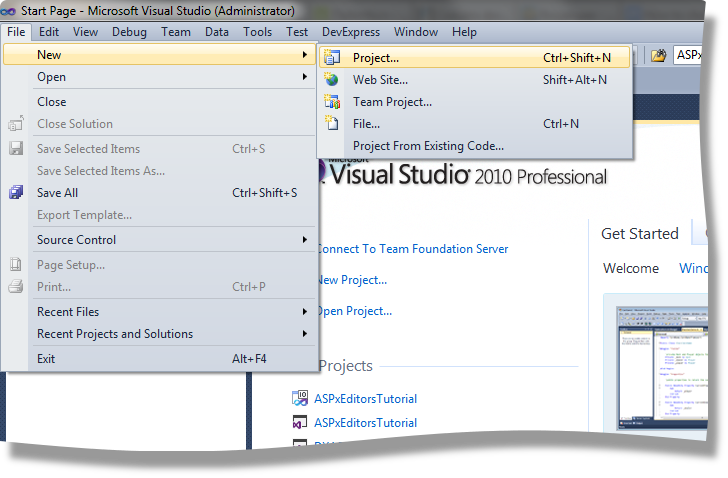 Start Page - Microsoft Visual Studio (Administrator)
File Edit View Debug Team Data Tools Test DevExpress Window Help
New
Open
Close
Close Solution
Save Selected Items Ctrl+S
Save Selected Items As...
Save All Ctrl+Shift+S
Export Template...
Source Control
Page Setup...
Print... Ctrl+P
Recent Files
Recent Projects and Solutions
Exit Alt+F4
Project... Ctrl+Shift+N
Web Site... Shift+Alt+N
Team Project...
File... Ctrl+N
Project From Existing Code...
ASPx
Microsoft
Visual Studio 2010 Professional
Connect To Team Foundation Server
New Project...
Open Project...
Projects
ASPxEditorsTutorial
ASPxEditorsTutorial
Get Started
Welcome Wind